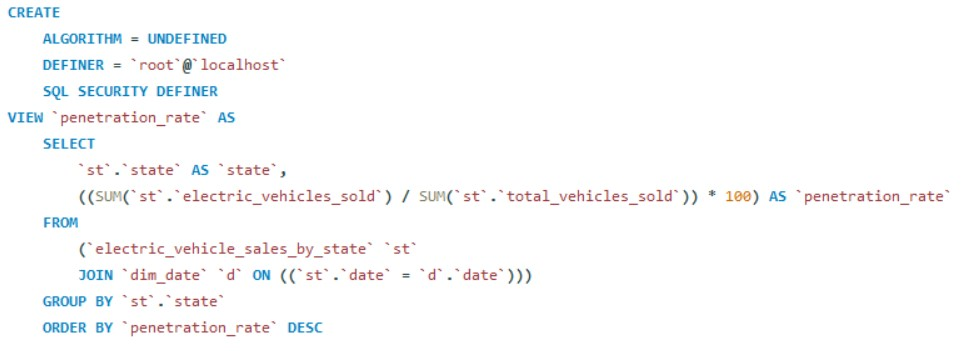 CREATE
ALGORITHM = UNDEFINED
DEFINER = `root`@`localhost`
SQL SECURITY DEFINER
VIEW `penetration_rate` AS
SELECT
`st`.`state` AS `state`,
((SUM(`st`.`electric_vehicles_sold`) / SUM(`st`.`total_vehicles_sold`)) * 100) AS `penetration_rate`
FROM
(`electric_vehicle_sales_by_state` `st`
JOIN `dim_date` `d` ON ((`st`.`date` = `d`.`date`)))
GROUP BY `st`.`state`
ORDER BY `penetration_rate` DESC